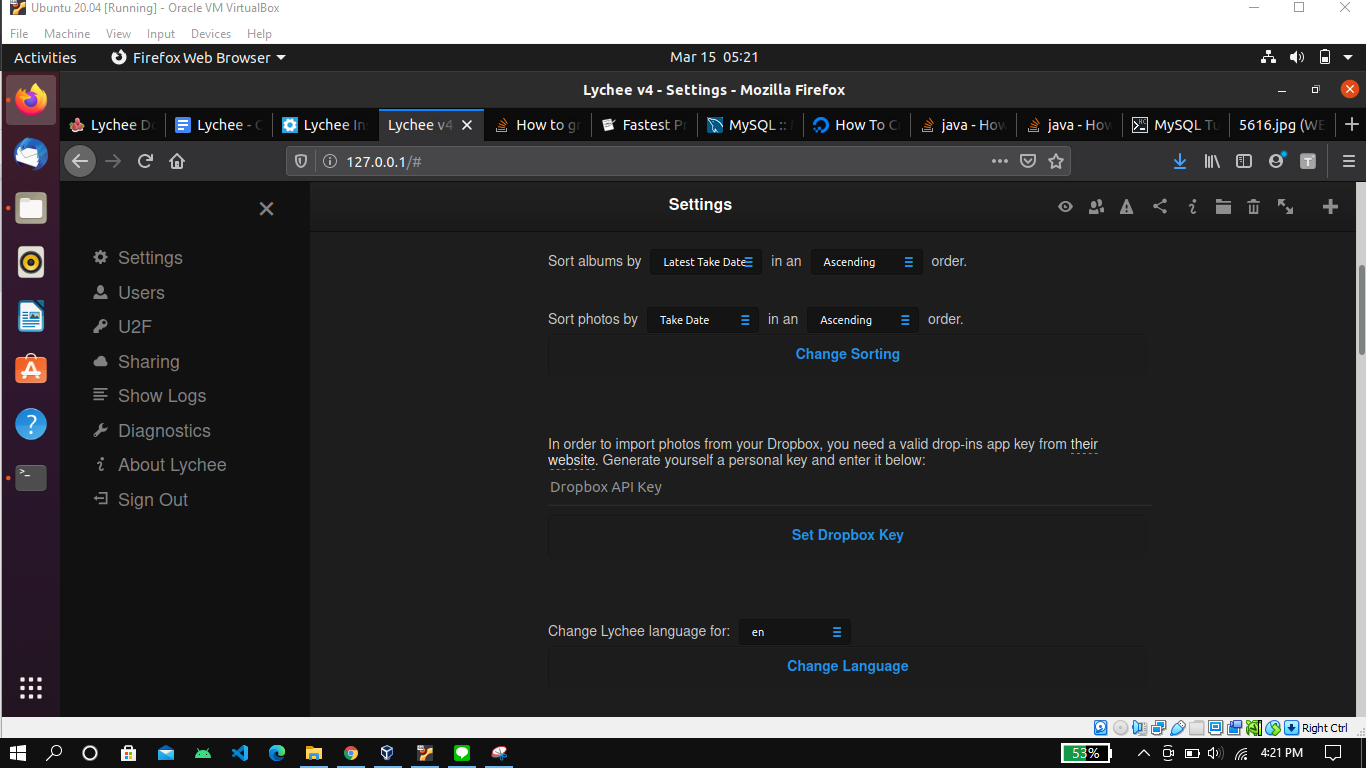 Ubuntu 20.04 [Running] - Oracle VM VirtualBox
File Machine View Input Devices Help
Activities Firefox Web Browser Mar 15 05:21
Lychee v4 - Settings - Mozilla Firefox
Lychee Do Lychee - C Lychee In Lychee v4 How to gr Fastest Pr MySQL :: How To Cr java - How java - How MySQL Tu 5616.jpg (WE
127.0.0.1/#
T
Settings
Settings
Users
U2F
Sharing
Show Logs
Diagnostics
About Lychee
Sign Out
Sort albums by Latest Take Date in an Ascending order.
Sort photos by Take Date in an Ascending order.
Change Sorting
In order to import photos from your Dropbox, you need a valid drop-ins app key from their
website. Generate yourself a personal key and enter it below:
Dropbox API Key
Set Dropbox Key
Change Lychee language for: en
Change Language
Right Ctrl
53% 4:21 PM